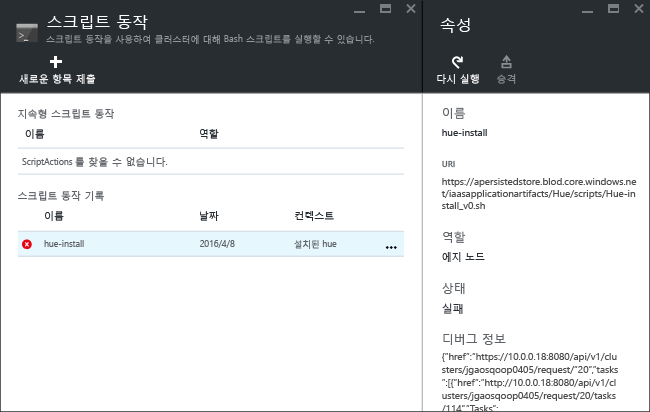 스크립트 동작
스크립트 동작을 사용하여 클러스터에 대해 Bash 스크립트를 실행할 수 있습니다.
새로운 항목 제출
지속형 스크립트 동작
이름 역할
ScriptActions 를 찾을 수 없습니다.
스크립트 동작 기록
이름 날짜 컨텍스트
hue-install 2016/4/8 설치된 hue
속성
다시 실행 승격
이름
hue-install
URI
https://apersistedstore.blod.core.windows.ne
t/iaasapplicationartifacts/Hue/scripts/Hue-in
stall_v0.sh
역할
에지 노드
상태
실패
디버그 정보
{"href":"https://10.0.0.18:8080/api/v1/clu
sters/jgaosqoop0405/request/"20","tasks
":[{"href":"http://10.0.0.18:8080/api/v1/cl
usters/jgaosqoop0405/request/20/tasks
/114","Tasks":